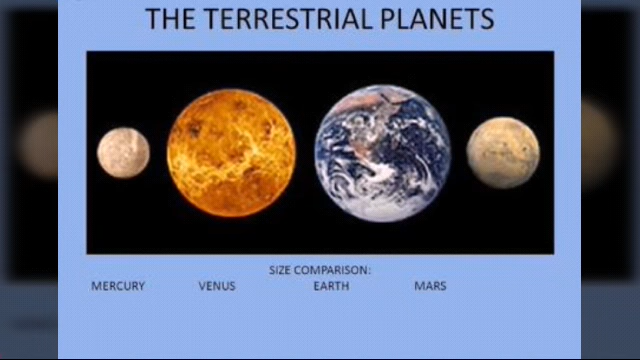 THE TERRESTRIAL PLANETS
SIZE COMPARISON:
MERCURY VENUS EARTH MARS